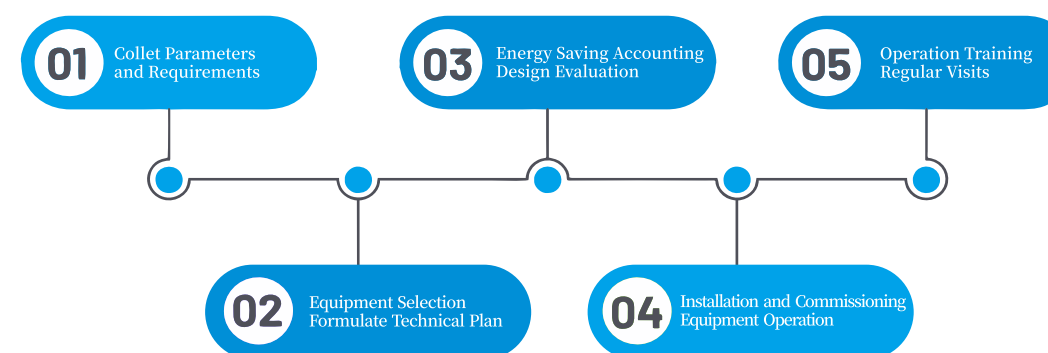 01
Collet Parameters
and Requirements
02
Equipment Selection
Formulate Technical Plan
03
Energy Saving Accounting
Design Evaluation
04
Installation and Commissioning
Equipment Operation
05
Operation Training
Regular Visits